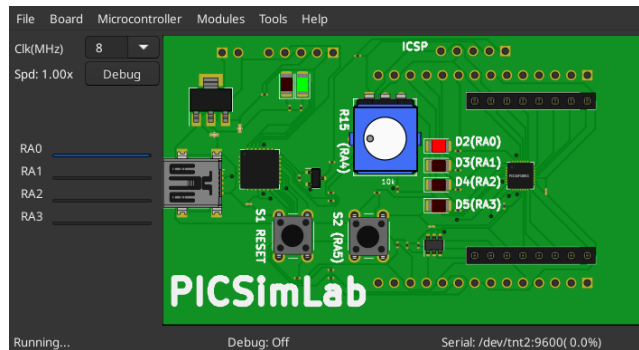 File Board Microcontroller Modules Tools Help
Clk(MHz) 8
Spd: 1.00x Debug
RA0
RA1
RA2
RA3
ICSP
R15
(RA4)
10k
D2(RA0)
D3(RA1)
D4(RA2)
D5(RA3)
S1 RESET
S2 (RA5)
PICSimLab
Running...
Debug: Off
Serial: /dev/tnt2:9600( 0.0%)